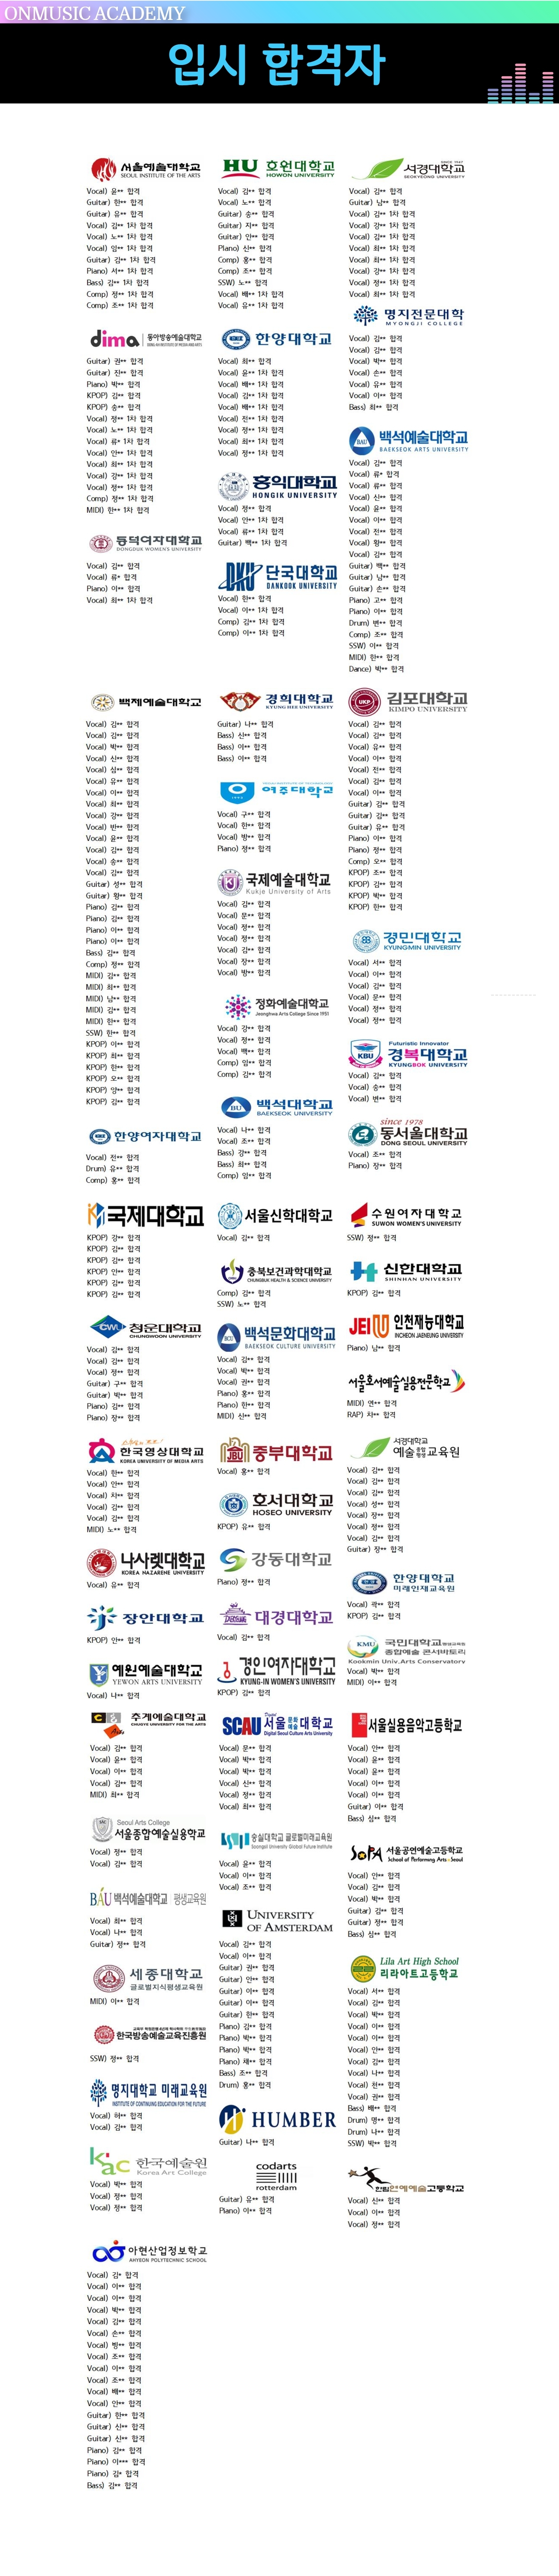 ONMUSIC ACADEMY
입시 합격자
서울예술대학교
SEOUL INSTITUTE OF THE ARTS
Vocal) 윤** 합격
Guitar) 한** 합격
Guitar) 유** 합격
Vocal) 김** 1차 합격
Vocal) 노** 1차 합격
Vocal) 임** 1차 합격
Guitar) 김** 1차 합격
Piano) 서** 1차 합격
Bass) 김** 1차 합격
Comp) 정** 1차 합격
Comp) 조** 1차 합격
HU 호원대학교
HOWON UNIVERSITY
Vocal) 김** 합격
Vocal) 노** 합격
Guitar) 송** 합격
Guitar) 지** 합격
Guitar) 안** 합격
Piano) 신** 합격
Comp) 홍** 합격
Comp) 조** 합격
SSW) 노** 합격
Vocal) 배** 1차 합격
Vocal) 유** 1차 합격
서경대학교
SEOKYEONG UNIVERSITY
Vocal) 김** 합격
Guitar) 남** 합격
Vocal) 김** 1차 합격
Vocal) 강** 1차 합격
Vocal) 김** 1차 합격
Vocal) 최** 1차 합격
Vocal) 최** 1차 합격
Vocal) 강** 1차 합격
Vocal) 정** 1차 합격
Vocal) 최** 1차 합격
dima 동아방송예술대학교
Guitar) 권** 합격
Guitar) 진** 합격
Piano) 박** 합격
KPOP) 김** 합격
KPOP) 송** 합격
Vocal) 정** 1차 합격
Vocal) 노** 1차 합격
Vocal) 류* 1차 합격
Vocal) 안** 1차 합격
Vocal) 최** 1차 합격
Vocal) 강** 1차 합격
Vocal) 정** 1차 합격
Comp) 정** 1차 합격
MIDI) 한** 1차 합격
한양대학교
Vocal) 최** 합격
Vocal) 윤** 1차 합격
Vocal) 배** 1차 합격
Vocal) 김** 1차 합격
Vocal) 배** 1차 합격
Vocal) 전** 1차 합격
Vocal) 정** 1차 합격
Vocal) 최** 1차 합격
Vocal) 정** 1차 합격
명지전문대학
MYONGJI COLLEGE
Vocal) 김** 합격
Vocal) 김** 합격
Vocal) 박** 합격
Vocal) 손** 합격
Vocal) 유** 합격
Vocal) 이** 합격
Bass) 최** 합격
동덕여자대학교
DONGDUK WOMEN'S UNIVERSITY
Vocal) 김** 합격
Vocal) 류* 합격
Piano) 이** 합격
Vocal) 최** 1차 합격
홍익대학교
HONGIK UNIVERSITY
Vocal) 정** 합격
Vocal) 안** 1차 합격
Vocal) 류** 1차 합격
Guitar) 백** 1차 합격
DKU 단국대학교
DANKOOK UNIVERSITY
Vocal) 한** 합격
Vocal) 이** 1차 합격
Comp) 김** 1차 합격
Comp) 이** 1차 합격
BAU 백석예술대학교
BAEKSEOK ARTS UNIVERSITY
Vocal) 김** 합격
Vocal) 류* 합격
Vocal) 류** 합격
Vocal) 신** 합격
Vocal) 윤** 합격
Vocal) 이** 합격
Vocal) 전** 합격
Vocal) 황** 합격
Vocal) 김** 합격
Guitar) 백** 합격
Guitar) 남** 합격
Guitar) 손** 합격
Piano) 고** 합격
Piano) 이** 합격
Drum) 변** 합격
Comp) 조** 합격
SSW) 이** 합격
MIDI) 한** 합격
Dance) 박** 합격
백제예술대학교
Vocal) 김** 합격
Vocal) 김** 합격
Vocal) 박** 합격
Vocal) 신** 합격
Vocal) 심** 합격
Vocal) 유** 합격
Vocal) 이** 합격
Vocal) 최** 합격
Vocal) 강** 합격
Vocal) 반** 합격
Vocal) 윤** 합격
Vocal) 김** 합격
Vocal) 송** 합격
Vocal) 김** 합격
Guitar) 성** 합격
Guitar) 황** 합격
Piano) 김** 합격
Piano) 김** 합격
Piano) 이** 합격
Piano) 이** 합격
Bass) 김** 합격
Comp) 정** 합격
MIDI) 김** 합격
MIDI) 최** 합격
MIDI) 남** 합격
MIDI) 김** 합격
MIDI) 한** 합격
SSW) 한** 합격
KPOP) 이** 합격
KPOP) 최** 합격
KPOP) 한** 합격
KPOP) 오** 합격
KPOP) 양** 합격
KPOP) 김** 합격
경희대학교
KYUNG HEE UNIVERSITY
Guitar) 나** 합격
Bass) 신** 합격
Bass) 이** 합격
Bass) 이** 합격
여주대학교
Vocal) 구** 합격
Vocal) 한** 합격
Vocal) 방** 합격
Piano) 정** 합격
국제예술대학교
Kukje University of Arts
Vocal) 김** 합격
Vocal) 문** 합격
Vocal) 정** 합격
Vocal) 정** 합격
Vocal) 김** 합격
Vocal) 장** 합격
Vocal) 방** 합격
정화예술대학교
Jeonghwa Arts College Since 1951
Vocal) 강** 합격
Vocal) 정** 합격
Vocal) 백** 합격
Comp) 임** 합격
Comp) 김** 합격
BU 백석대학교
BAEKSEOK UNIVERSITY
Vocal) 나** 합격
Vocal) 조** 합격
Bass) 강** 합격
Bass) 최** 합격
Comp) 임** 합격
UKP 김포대학교
KIMPO UNIVERSITY
Vocal) 김** 합격
Vocal) 김** 합격
Vocal) 유** 합격
Vocal) 이** 합격
Vocal) 전** 합격
Vocal) 김** 합격
Vocal) 이** 합격
Guitar) 김** 합격
Guitar) 김** 합격
Guitar) 유** 합격
Piano) 이** 합격
Piano) 정** 합격
Comp) 오** 합격
KPOP) 조** 합격
KPOP) 김** 합격
KPOP) 박** 합격
KPOP) 한** 합격
경민대학교
KYUNGMIN UNIVERSITY
Vocal) 서** 합격
Vocal) 이** 합격
Vocal) 김** 합격
Vocal) 문** 합격
Vocal) 정** 합격
Vocal) 정** 합격
Futuristic Innovator
KBU 경복대학교
KYUNGBOK UNIVERSITY
Vocal) 김** 합격
Vocal) 송** 합격
Vocal) 변** 합격
since 1978
동서울대학교
DONG SEOUL UNIVERSITY
Vocal) 조** 합격
Piano) 장** 합격
한양여자대학교
Vocal) 전** 합격
Drum) 유** 합격
Comp) 홍** 합격
국제대학교
KPOP) 강** 합격
KPOP) 김** 합격
KPOP) 김** 합격
KPOP) 안** 합격
KPOP) 김** 합격
KPOP) 김** 합격
서울신학대학교
Vocal) 김** 합격
수원여자대학교
SUWON WOMEN'S UNIVERSITY
SSW) 정** 합격
충북보건과학대학교
CHUNGBUK HEALTH & SCIENCE UNIVERSITY
Comp) 김** 합격
SSW) 노** 합격
신한대학교
SHINHAN UNIVERSITY
KPOP) 김** 합격
CWU 청운대학교
CHUNGWOON UNIVERSITY
Vocal) 김** 합격
Vocal) 김** 합격
Vocal) 정** 합격
Guitar) 구** 합격
Guitar) 박** 합격
Piano) 김** 합격
Piano) 장** 합격
백석문화대학교
BAEKSEOK CULTURE UNIVERSITY
Vocal) 김** 합격
Vocal) 박** 합격
Vocal) 권** 합격
Piano) 홍** 합격
Piano) 한** 합격
MIDI) 신** 합격
JEIU 인천재능대학교
INCHEON JAENEUNG UNIVERSITY
Piano) 남** 합격
서울호서예술실용전문학교
MIDI) 연** 합격
RAP) 차** 합격
한국영상대학교
KOREA UNIVERSITY OF MEDIA ARTS
Vocal) 한** 합격
Vocal) 안** 합격
Vocal) 차** 합격
Vocal) 김** 합격
Vocal) 김** 합격
MIDI) 노** 합격
JBU 중부대학교
Vocal) 홍** 합격
호서대학교
HOSEO UNIVERSITY
KPOP) 유** 합격
서경대학교
예술종합평생교육원
Vocal) 김** 합격
Vocal) 김** 합격
Vocal) 김** 합격
Vocal) 성** 합격
Vocal) 장** 합격
Vocal) 정** 합격
Vocal) 김** 합격
Guitar) 장** 합격
나사렛대학교
KOREA NAZARENE UNIVERSITY
Vocal) 유** 합격
강동대학교
Piano) 정** 합격
한양대학교
미래인재교육원
Vocal) 곽** 합격
KPOP) 김** 합격
장안대학교
KPOP) 안** 합격
대경대학교
Vocal) 김** 합격
KMU 국민대학교 평생교육원
종합예술 콘서바토리
Kookmin Univ.Arts Conservatory
Vocal) 박** 합격
MIDI) 이** 합격
예원예술대학교
YEWON ARTS UNIVERSITY
Vocal) 나** 합격
경인여자대학교
KYUNG-IN WOMEN'S UNIVERSITY
KPOP) 김** 합격
추계예술대학교
CHUGYE UNIVERSITY FOR THE ARTS
Vocal) 김** 합격
Vocal) 윤** 합격
Vocal) 이** 합격
Vocal) 김** 합격
MIDI) 최** 합격
SCAU 서울문화예술대학교
Digital Seoul Culture Arts University
Vocal) 문** 합격
Vocal) 박** 합격
Vocal) 박** 합격
Vocal) 신** 합격
Vocal) 정** 합격
Vocal) 최** 합격
서울실용음악고등학교
Vocal) 안** 합격
Vocal) 윤** 합격
Vocal) 윤** 합격
Vocal) 이** 합격
Vocal) 이** 합격
Guitar) 이** 합격
Bass) 심** 합격
Seoul Arts College
서울종합예술실용학교
Vocal) 정** 합격
Vocal) 김** 합격
숭실대학교 글로벌미래교육원
Soongsil University Global Future Institute
Vocal) 윤** 합격
Vocal) 이** 합격
Vocal) 조** 합격
SOPA 서울공연예술고등학교
School of Performing Arts Seoul
Vocal) 안** 합격
Vocal) 김** 합격
Vocal) 박** 합격
Guitar) 김** 합격
Guitar) 정** 합격
Bass) 심** 합격
BAU 백석예술대학교 평생교육원
Vocal) 최** 합격
Vocal) 나** 합격
Guitar) 정** 합격
UNIVERSITY
OF AMSTERDAM
Vocal) 김** 합격
Vocal) 이** 합격
Guitar) 권** 합격
Guitar) 안** 합격
Guitar) 이** 합격
Guitar) 이** 합격
Guitar) 한** 합격
Piano) 김** 합격
Piano) 박** 합격
Piano) 박** 합격
Piano) 채** 합격
Bass) 조** 합격
Drum) 홍** 합격
Lila Art High School
리라아트고등학교
Vocal) 서** 합격
Vocal) 김** 합격
Vocal) 박** 합격
Vocal) 이** 합격
Vocal) 이** 합격
Vocal) 안** 합격
Vocal) 김** 합격
Vocal) 나** 합격
Vocal) 천** 합격
Vocal) 권** 합격
Bass) 배** 합격
Drum) 명** 합격
Drum) 나** 합격
SSW) 박** 합격
세종대학교
글로벌지식평생교육원
MIDI) 이** 합격
한국방송예술교육진흥원
SSW) 정** 합격
명지대학교 미래교육원
INSTITUTE OF CONTINUING EDUCATION FOR THE FUTURE
Vocal) 허** 합격
Vocal) 김** 합격
HUMBER
Guitar) 나** 합격
kac 한국예술원
Korea Art College
Vocal) 박** 합격
Vocal) 정** 합격
Vocal) 정** 합격
codarts
rotterdam
Guitar) 유** 합격
Piano) 이** 합격
한림연예예술고등학교
Vocal) 신** 합격
Vocal) 이** 합격
Vocal) 정** 합격
아현산업정보학교
AHYEON POLYTECHNIC SCHOOL
Vocal) 김* 합격
Vocal) 이** 합격
Vocal) 이** 합격
Vocal) 박** 합격
Vocal) 김** 합격
Vocal) 손** 합격
Vocal) 빙** 합격
Vocal) 조** 합격
Vocal) 이** 합격
Vocal) 조** 합격
Vocal) 배** 합격
Vocal) 안** 합격
Guitar) 한** 합격
Guitar) 신** 합격
Guitar) 신** 합격
Piano) 김** 합격
Piano) 이*** 합격
Piano) 김* 합격
Bass) 김** 합격